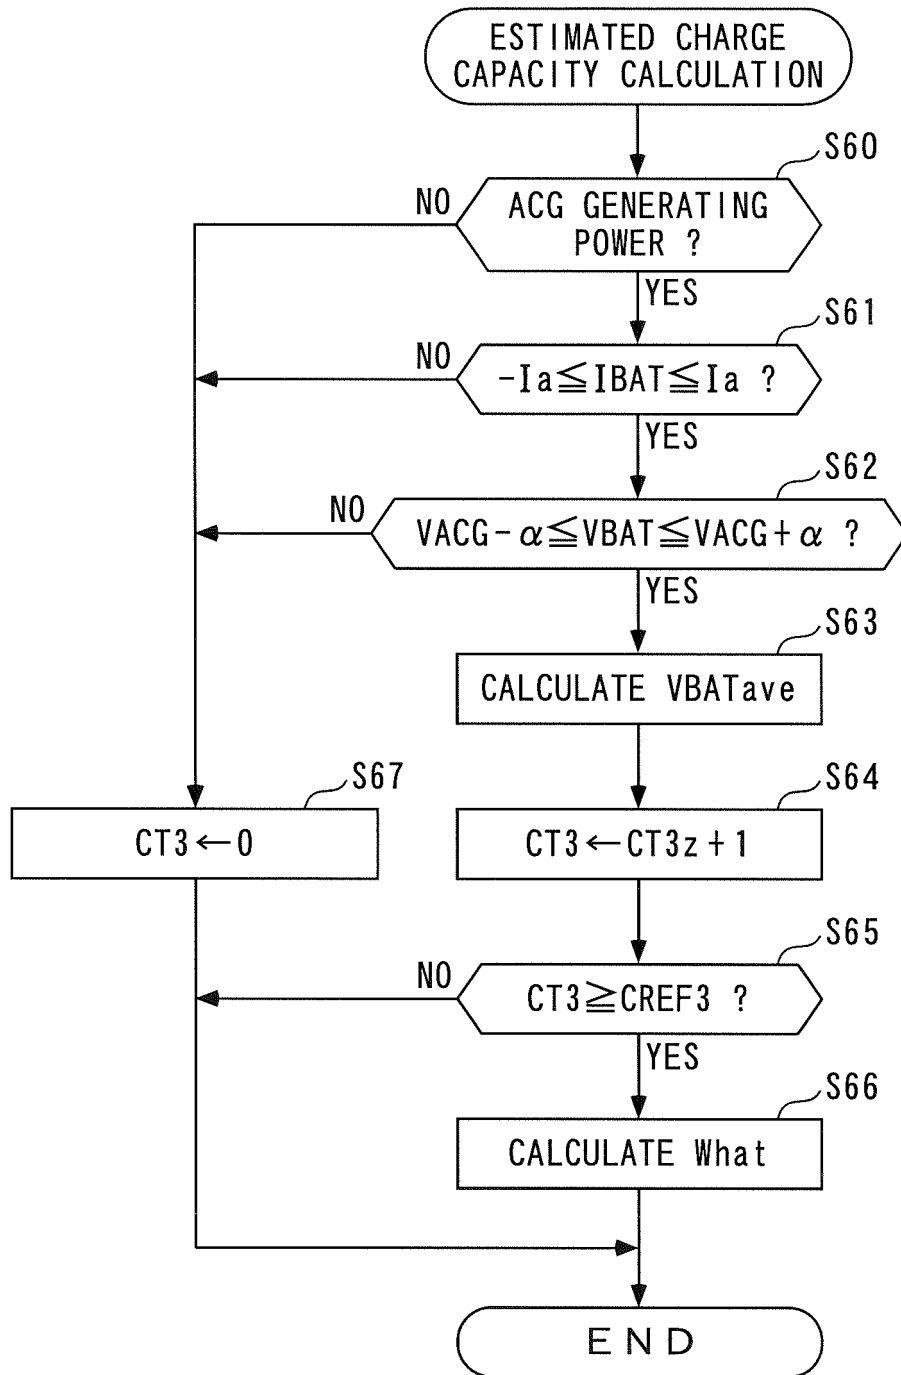 ESTIMATED CHARGE
CAPACITY CALCULATION
S60
NO
ACG GENERATING
POWER ?
YES
S61
NO
-Ia≦IBAT≦Ia ?
YES
S62
NO
VACG-α≦VBAT≦VACG+α ?
YES
S63
CALCULATE VBATave
S67
S64
CT3←0
CT3←CT3z+1
S65
NO
CT3≧CREF3 ?
YES
S66
CALCULATE What
END